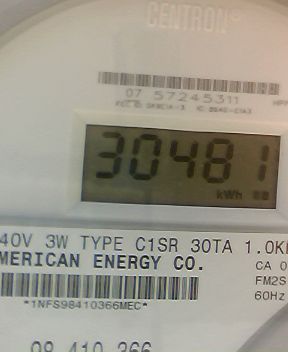 CENTRON®
07 57245311
30481
kWh
40V 3W TYPE C1SR 30TA 1.0K
MERICAN ENERGY CO.
CA 0
FM2S
60Hz
*1NFS98410366MEC*
98 410 366